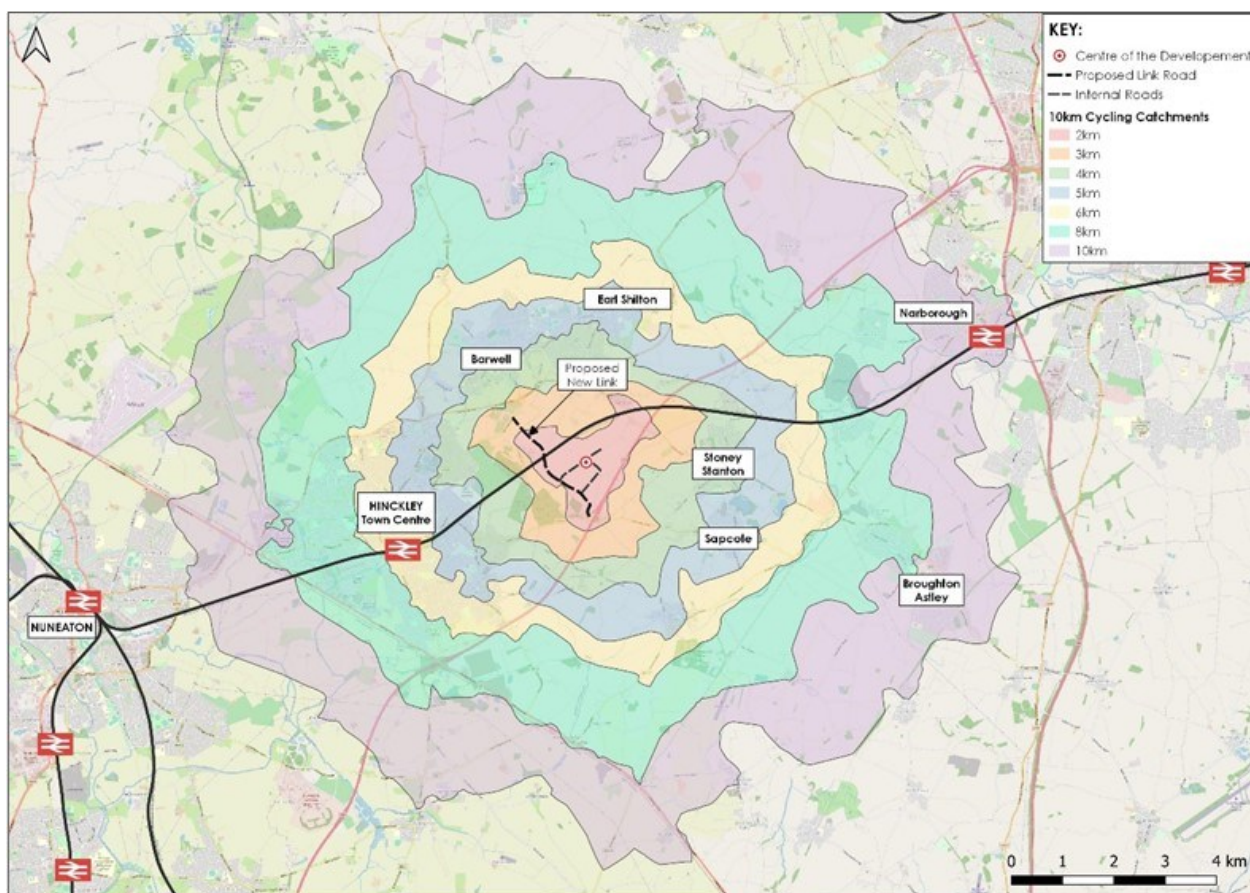 KEY:
Centre of the Developement
Proposed Link Road
Internal Roads
10km Cycling Catchments
2km
3km
4km
5km
6km
8km
10km
Earl Shilton
Narborough
Barwell
Proposed
New Link
Stoney
Stanton
HINCKLEY
Town Centre
Sapcote
Broughton
Astley
NUNEATON
0 1 2 3 4 km